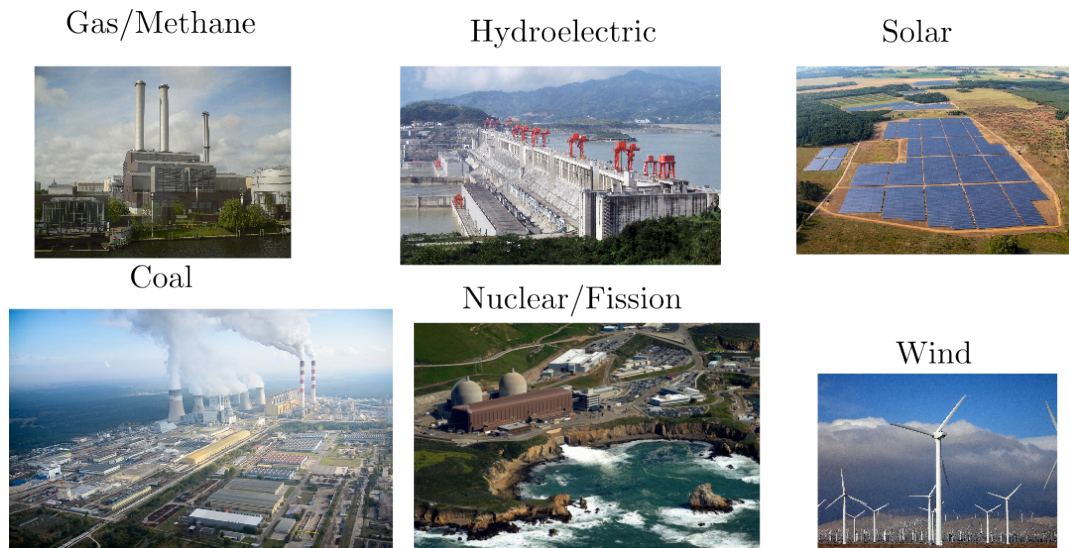 Gas/Methane
Hydroelectric
Solar
Coal
Nuclear/Fission
Wind